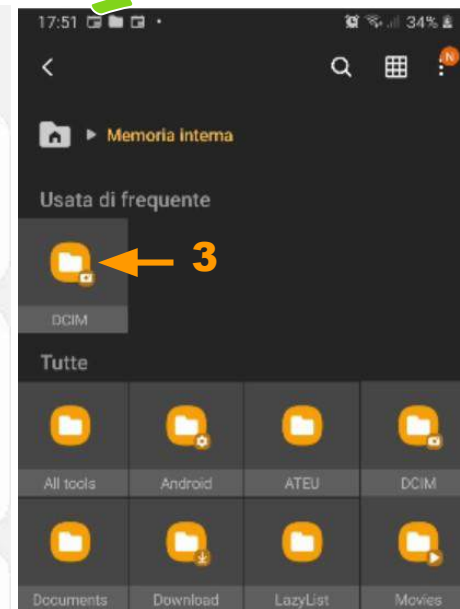 17:51 34%
N
Memoria interna
Usata di frequente
3
DCIM
Tutte
All tools Android ATEU DCIM
Documents Download LazyList Movies